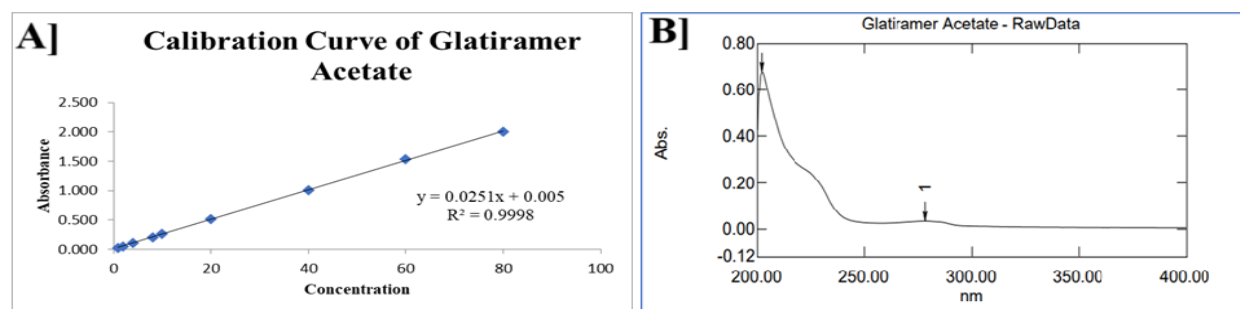 A]
Calibration Curve of Glatiramer
Acetate
2.500
2.000
1.500
1.000
0.500
0.000
Absorbance
y = 0.0251x + 0.005
R² = 0.9998
0 20 40 60 80 100
Concentration
B]
Glatiramer Acetate - RawData
0.80
0.60
0.40
0.20
0.00
-0.12
Abs.
1
200.00 250.00 300.00 350.00 400.00
nm